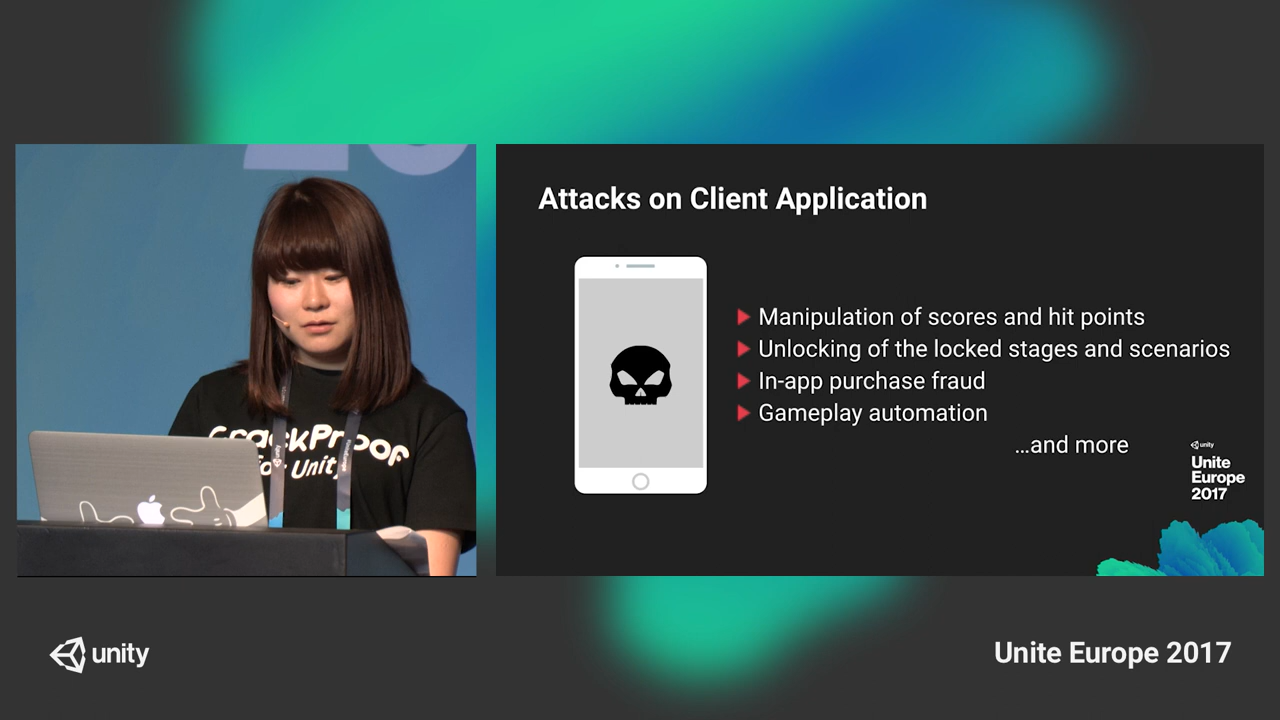 Attacks on Client Application
Manipulation of scores and hit points
Unlocking of the locked stages and scenarios
In-app purchase fraud
Gameplay automation
...and more
unity
Unite
Europe
2017
CrackProof
for Unity
unity
Unite Europe 2017